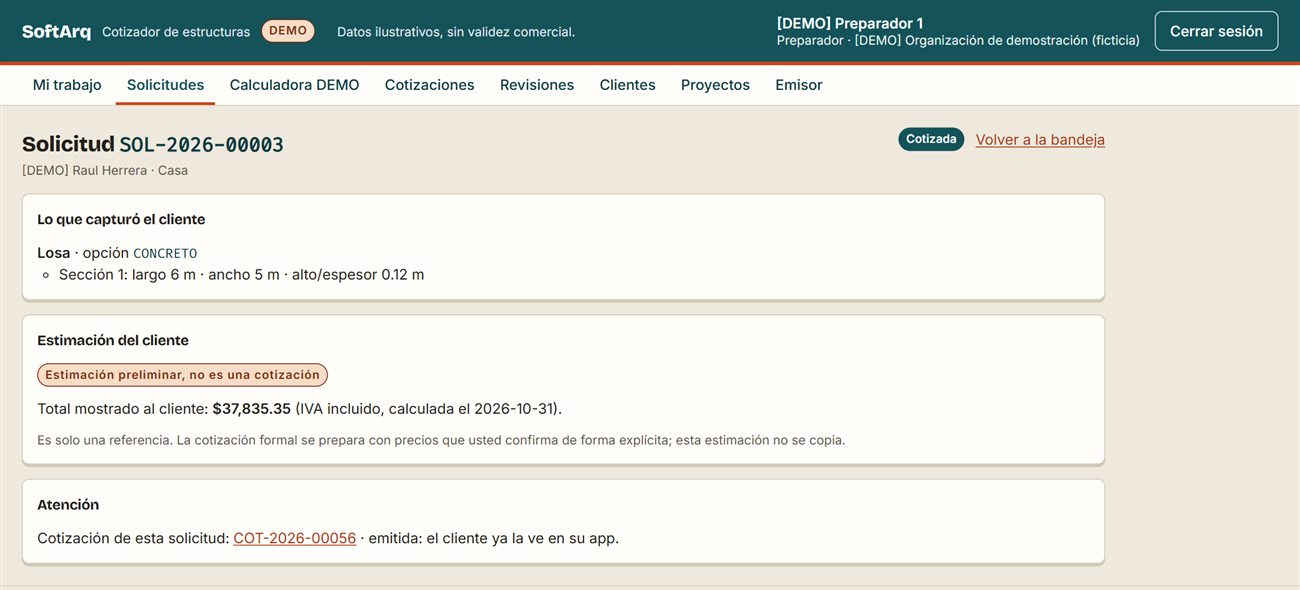 SoftArq Cotizador de estructuras DEMO Datos ilustrativos, sin validez comercial.
[DEMO] Preparador 1
Preparador · [DEMO] Organización de demostración (ficticia)
Cerrar sesión
Mi trabajo Solicitudes Calculadora DEMO Cotizaciones Revisiones Clientes Proyectos Emisor
Solicitud SOL-2026-00003
Cotizada Volver a la bandeja
[DEMO] Raul Herrera · Casa
Lo que capturó el cliente
Losa · opción CONCRETO
Sección 1: largo 6 m · ancho 5 m · alto/espesor 0.12 m
Estimación del cliente
Estimación preliminar, no es una cotización
Total mostrado al cliente: $37,835.35 (IVA incluido, calculada el 2026-10-31).
Es solo una referencia. La cotización formal se prepara con precios que usted confirma de forma explícita; esta estimación no se copia.
Atención
Cotización de esta solicitud: COT-2026-00056 · emitida: el cliente ya la ve en su app.